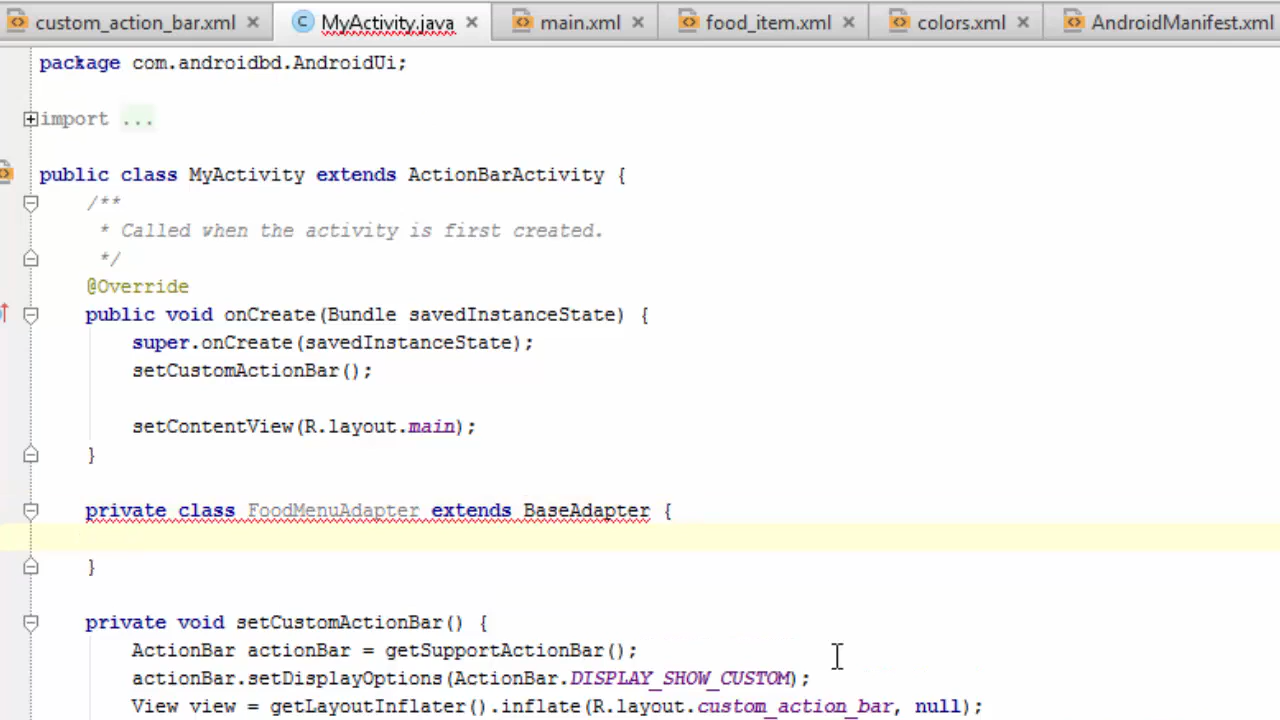 custom_action_bar.xml MyActivity.java main.xml food_item.xml colors.xml AndroidManifest.xml
package com.androidbd.AndroidUi;
import ...
public class MyActivity extends ActionBarActivity {
/**
* Called when the activity is first created.
*/
@Override
public void onCreate(Bundle savedInstanceState) {
super.onCreate(savedInstanceState);
setCustomActionBar();
setContentView(R.layout.main);
}
private class FoodMenuAdapter extends BaseAdapter {
}
private void setCustomActionBar() {
ActionBar actionBar = getSupportActionBar();
actionBar.setDisplayOptions(ActionBar.DISPLAY_SHOW_CUSTOM);
View view = getLayoutInflater().inflate(R.layout.custom_action_bar, null);